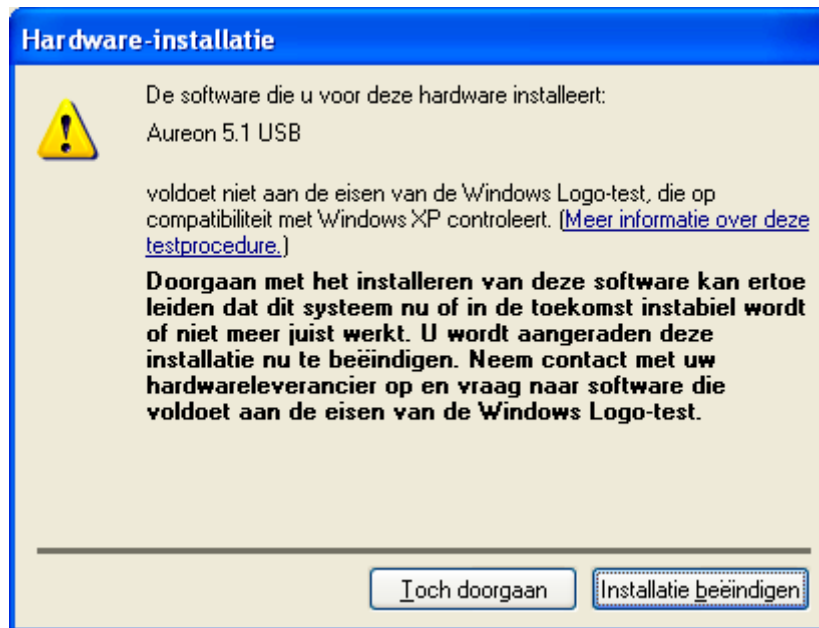 Hardware-installatie
De software die u voor deze hardware installeert:
Aureon 5.1 USB
voldoet niet aan de eisen van de Windows Logo-test, die op
compatibiliteit met Windows XP controleert. (Meer informatie over deze
testprocedure.)
Doorgaan met het installeren van deze software kan ertoe
leiden dat dit systeem nu of in de toekomst instabiel wordt
of niet meer juist werkt. U wordt aangeraden deze
installatie nu te beëindigen. Neem contact met uw
hardwareleverancier op en vraag naar software die
voldoet aan de eisen van de Windows Logo-test.
Toch doorgaan
Installatie beëindigen